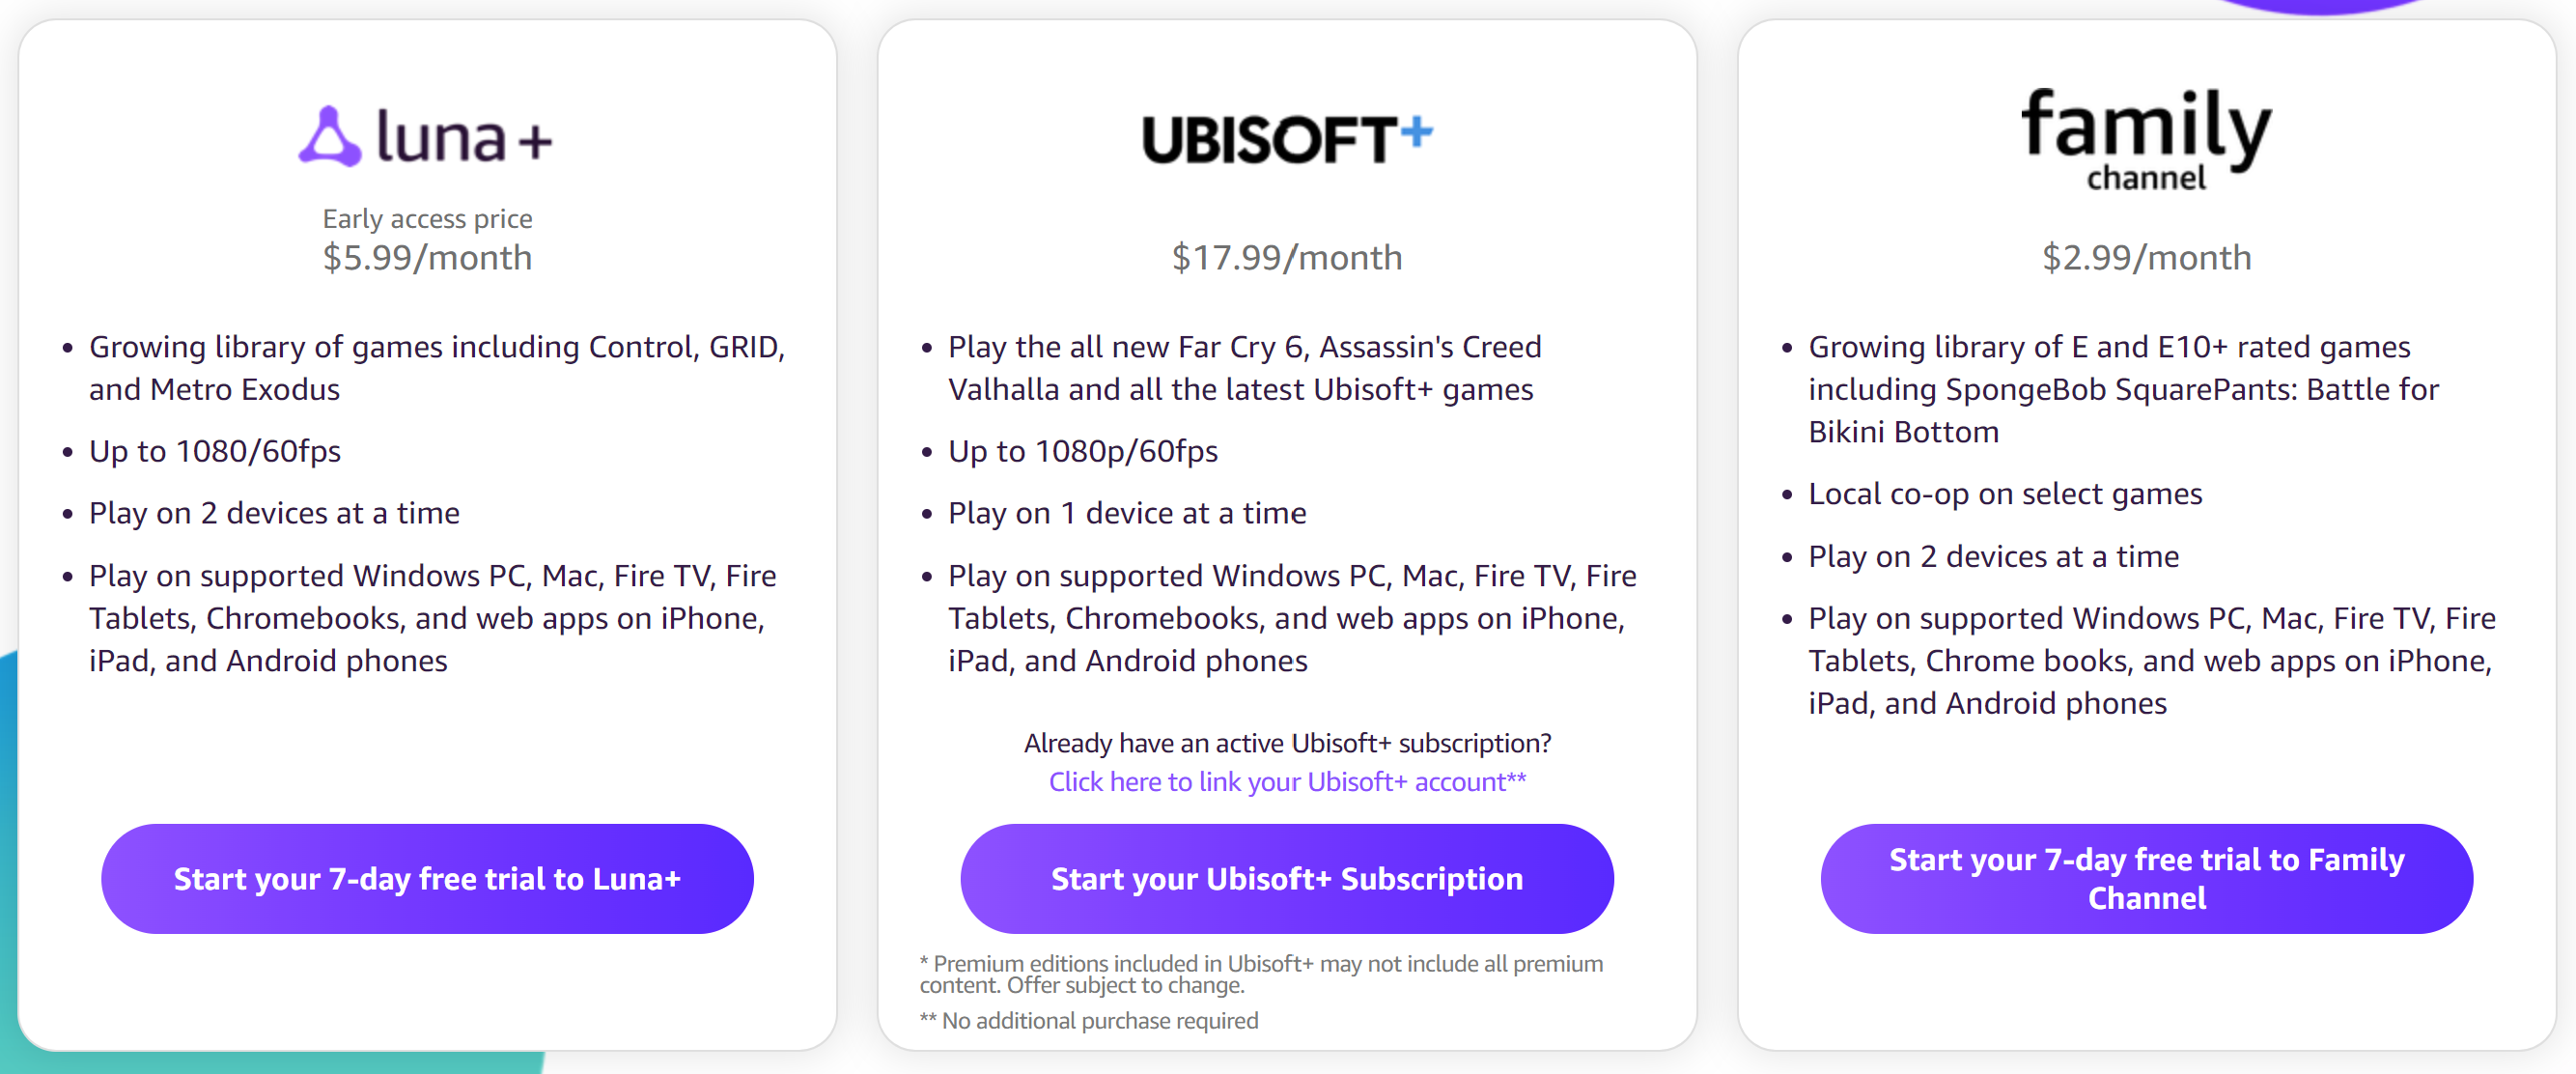 luna+
Early access price
$5.99/month
• Growing library of games including Control, GRID,
and Metro Exodus
• Up to 1080/60fps
• Play on 2 devices at a time
• Play on supported Windows PC, Mac, Fire TV, Fire
Tablets, Chromebooks, and web apps on iPhone,
iPad, and Android phones
Start your 7-day free trial to Luna+
UBISOFT+
$17.99/month
• Play the all new Far Cry 6, Assassin's Creed
Valhalla and all the latest Ubisoft+ games
• Up to 1080p/60fps
• Play on 1 device at a time
• Play on supported Windows PC, Mac, Fire TV, Fire
Tablets, Chromebooks, and web apps on iPhone,
iPad, and Android phones
Already have an active Ubisoft+ subscription?
Click here to link your Ubisoft+ account**
Start your Ubisoft+ Subscription
* Premium editions included in Ubisoft+ may not include all premium
content. Offer subject to change.
** No additional purchase required
family
channel
$2.99/month
• Growing library of E and E10+ rated games
including SpongeBob SquarePants: Battle for
Bikini Bottom
• Local co-op on select games
• Play on 2 devices at a time
• Play on supported Windows PC, Mac, Fire TV, Fire
Tablets, Chrome books, and web apps on iPhone,
iPad, and Android phones
Start your 7-day free trial to Family
Channel